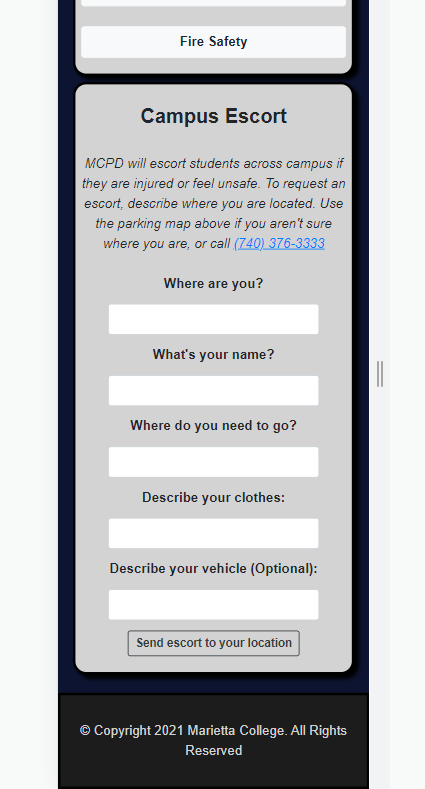 Fire Safety
Campus Escort
MCPD will escort students across campus if
they are injured or feel unsafe. To request an
escort, describe where you are located. Use
the parking map above if you aren't sure
where you are, or call (740) 376-3333
Where are you?
What's your name?
Where do you need to go?
Describe your clothes:
Describe your vehicle (Optional):
Send escort to your location
© Copyright 2021 Marietta College. All Rights
Reserved